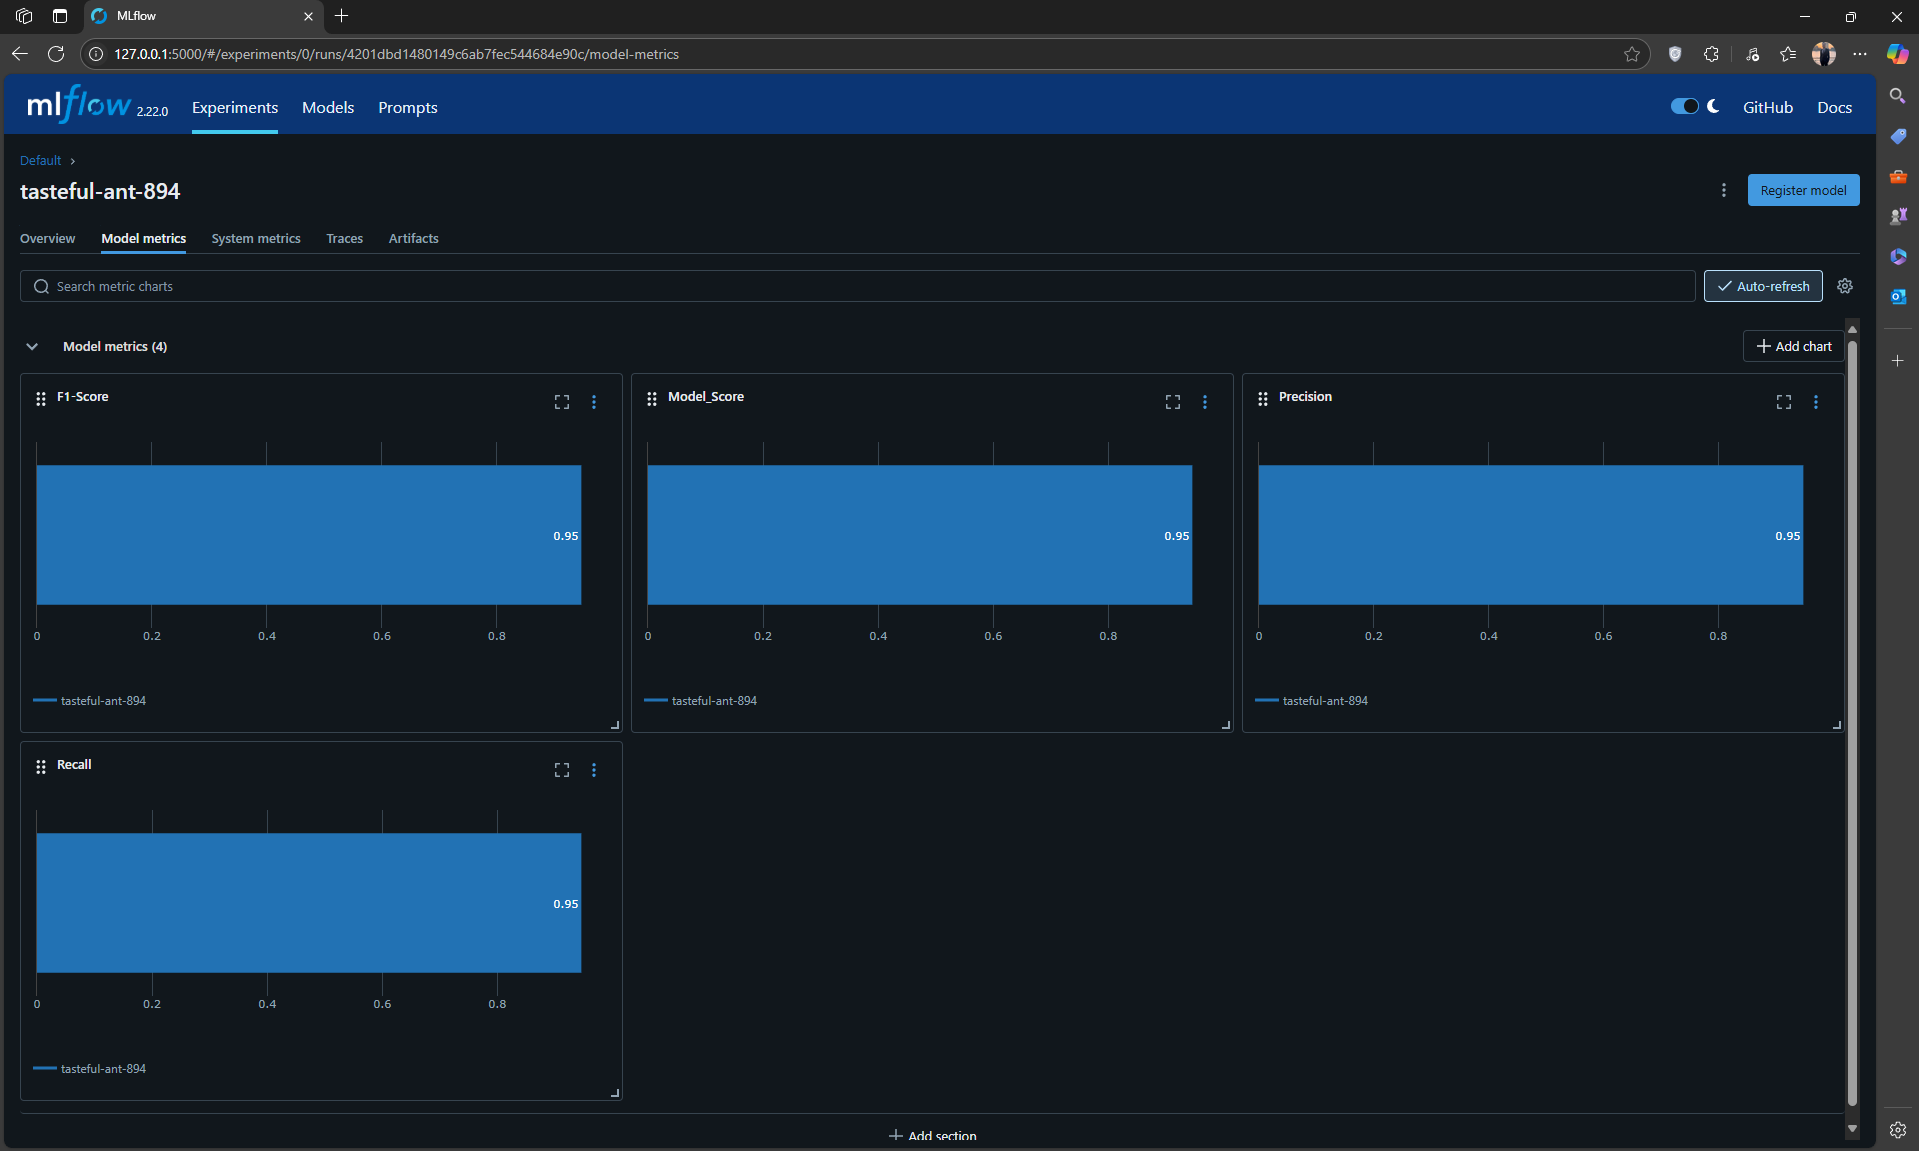 MLflow
127.0.0.1:5000/#/experiments/0/runs/4201dbd1480149c6ab7fec544684e90c/model-metrics
mlflow 2.22.0 Experiments Models Prompts GitHub Docs
Default
tasteful-ant-894
Register model
Overview Model metrics System metrics Traces Artifacts
Search metric charts
Auto-refresh
Model metrics (4)
Add chart
F1-Score
0.95
0 0.2 0.4 0.6 0.8
tasteful-ant-894
Model_Score
0.95
0 0.2 0.4 0.6 0.8
tasteful-ant-894
Precision
0.95
0 0.2 0.4 0.6 0.8
tasteful-ant-894
Recall
0.95
0 0.2 0.4 0.6 0.8
tasteful-ant-894
Add section